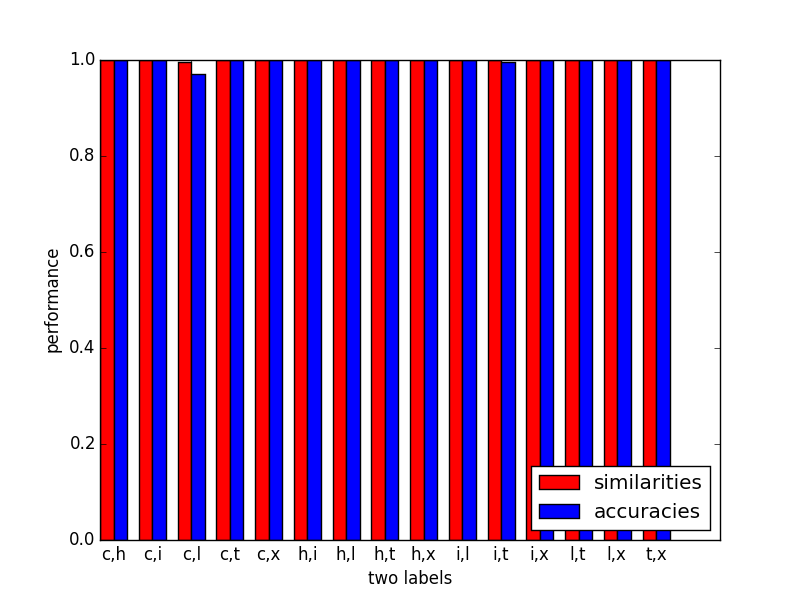 1.0
0.8
0.6
0.4
0.2
0.0
performance
similarities
accuracies
c,h c,i c,l c,t c,x h,i h,l h,t h,x i,l i,t i,x l,t l,x t,x
two labels